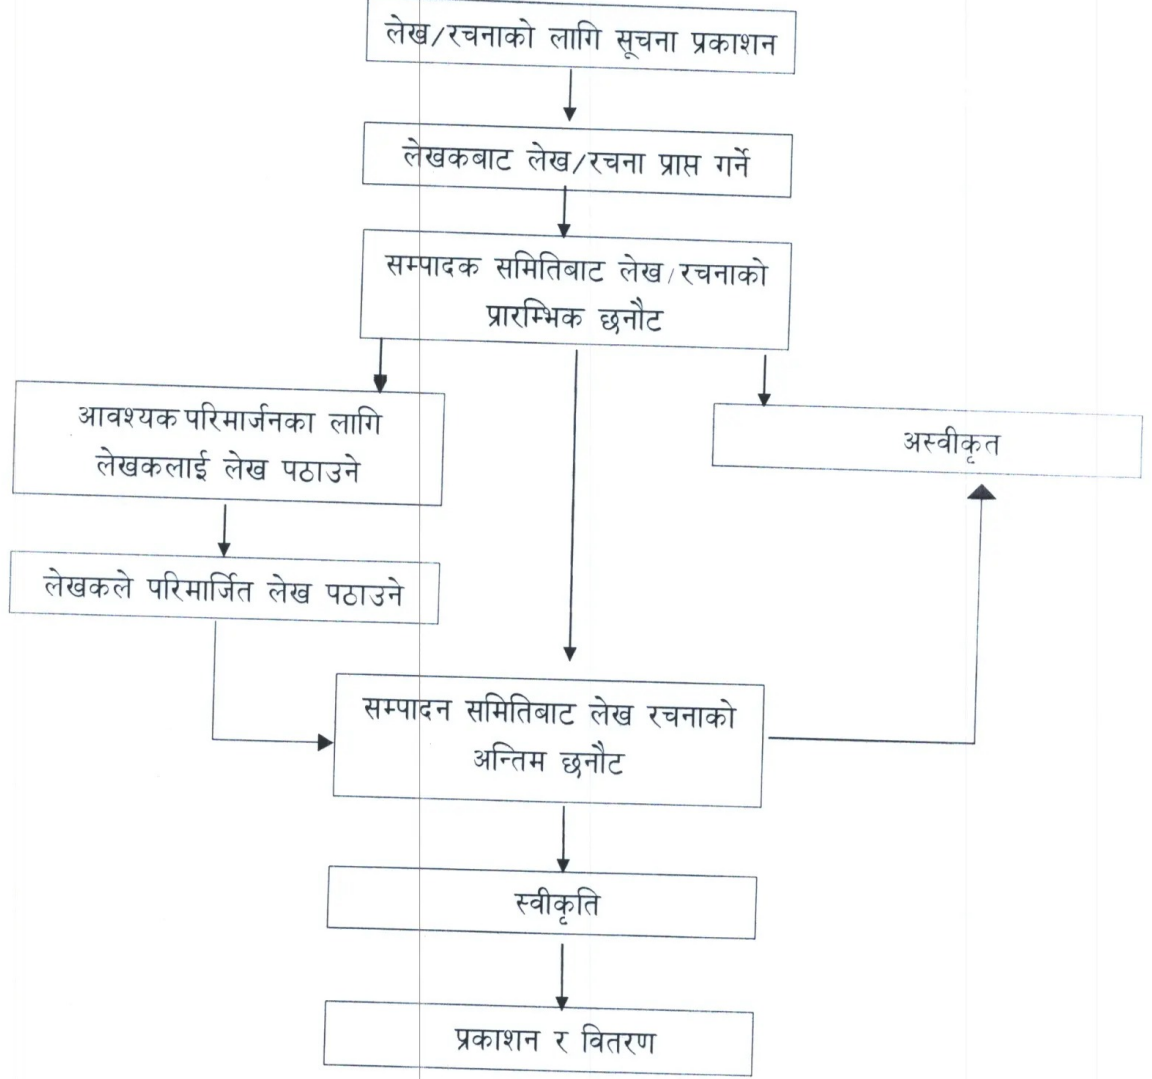 लेख/रचनाको लागि सूचना प्रकाशन
लेखकबाट लेख/रचना प्राप्त गर्ने
सम्पादक समितिबाट लेख/रचनाको
प्रारम्भिक छनौट
आवश्यक परिमार्जनका लागि
लेखकलाई लेख पठाउने
अस्वीकृत
लेखकले परिमार्जित लेख पठाउने
सम्पादन समितिबाट लेख रचनाको
अन्तिम छनौट
स्वीकृति
प्रकाशन र वितरण